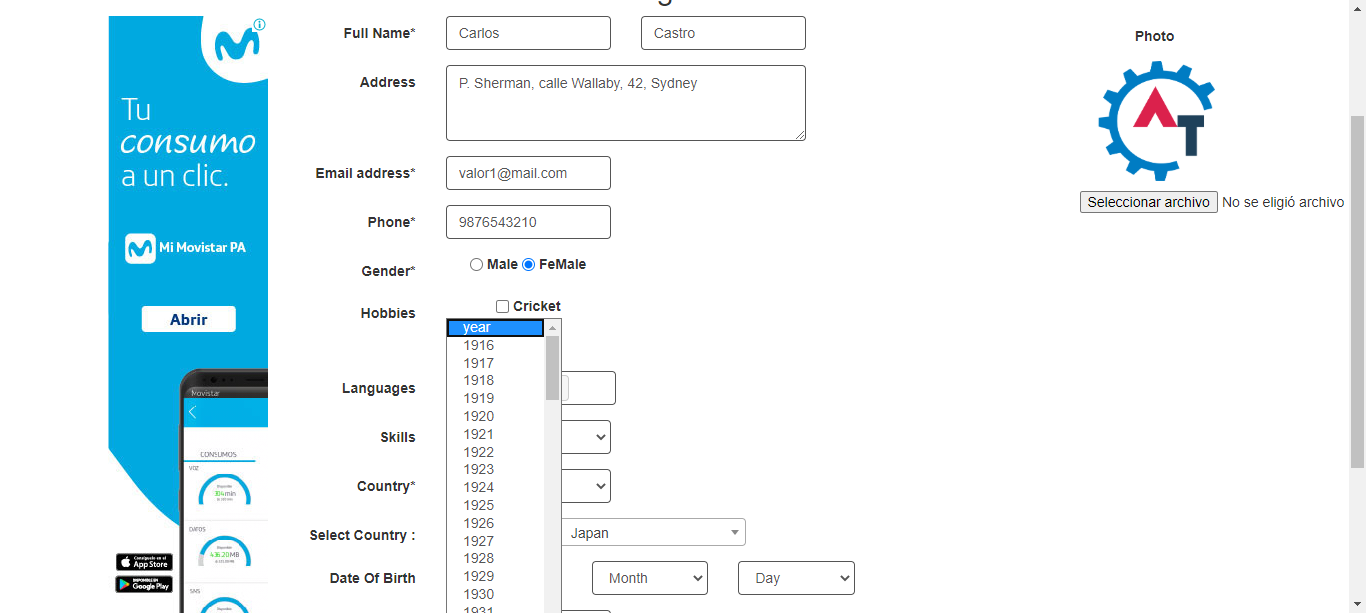 Full Name*
Carlos
Castro
Photo
Address
P. Sherman, calle Wallaby, 42, Sydney
Email address*
valor1@mail.com
Seleccionar archivo No se eligió archivo
Phone*
9876543210
Gender*
Male
FeMale
Hobbies
Cricket
year
1916
1917
1918
1919
1920
1921
1922
1923
1924
1925
1926
1927
1928
1929
1930
1931
Languages
Skills
Country*
Select Country :
Japan
Date Of Birth
Month
Day
Tu
consumo
a un clic.
Mi Movistar PA
Abrir
Movistar
CONSUMOS
VOZ
DATOS
436.20 MB
SMS
App Store
Google Play